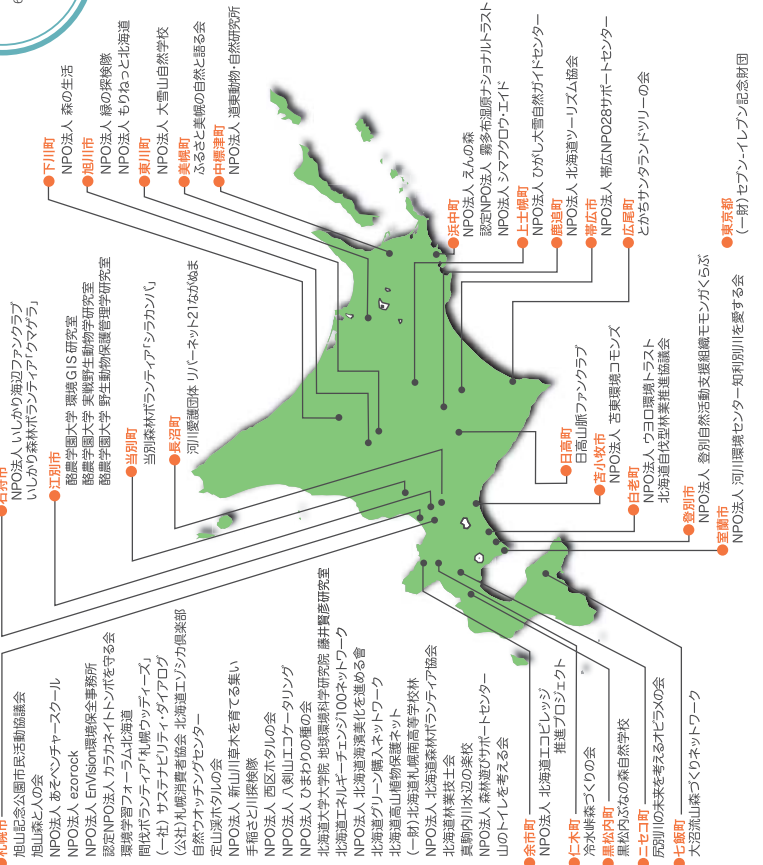 札幌市
旭山記念公園市民活動協議会
旭山森と人の会
NPO法人 あそベンチャースクール
NPO法人 ezorock
NPO法人 EnVision環境保全事務所
認定NPO法人 カラカネイトトンボを守る会
環境学習フォーラム北海道
間伐ボランティア「札幌ウッディーズ」
(一社) サステナビリティ・ダイアログ
(公社) 札幌消費者協会 北海道エゾシカ倶楽部
自然ウオッチングセンター
定山渓ホタルの会
NPO法人 新山川草木を育てる集い
手稲さと川探検隊
NPO法人 西区ホタルの会
NPO法人 八剣山エコケータリング
NPO法人 ひまわりの種の会
北海道大学大学院 地球環境科学研究院 藤井賢彦研究室
北海道エネルギーチェンジ100ネットワーク
NPO法人 北海道海濱美化を進める會
北海道グリーン購入ネットワーク
北海道高山植物保護ネット
(一財) 北海道札幌南高等学校林
NPO法人 北海道森林ボランティア協会
北海道林業技士会
真駒内川水辺の楽校
NPO法人 森林遊びサポートセンター
山のトイレを考える会
余市町
NPO法人 北海道エコビレッジ
推進プロジェクト
仁木町
冷水峠森づくりの会
黒松内町
黒松内ぶなの森自然学校
ニセコ町
尻別川の未来を考えるオビラメの会
七飯町
大沼流山森づくりネットワーク
石狩市
NPO法人 いしかり海辺ファンクラブ
いしかり森林ボランティア「クマゲラ」
江別市
酪農学園大学 環境GIS研究室
酪農学園大学 実戦野生動物学研究室
酪農学園大学 野生動物保護管理学研究室
当別町
当別森林ボランティア「シラカンバ」
長沼町
河川愛護団体 リバーネット21ながぬま
日高町
日高山脈ファンクラブ
苫小牧市
NPO法人 苫東環境コモンズ
白老町
NPO法人 ウヨロ環境トラスト
北海道自伐型林業推進協議会
登別市
NPO法人 登別自然活動支援組織モモンガくらぶ
室蘭市
NPO法人 河川環境センター知利別川を愛する会
下川町
NPO法人 森の生活
旭川市
NPO法人 緑の探検隊
NPO法人 もりねっと北海道
東川町
NPO法人 大雪山自然学校
美幌町
ふるさと美幌の自然と語る会
中標津町
NPO法人 道東動物・自然研究所
浜中町
NPO法人 えんの森
認定NPO法人 霧多布湿原ナショナルトラスト
NPO法人 シマフクロウ・エイド
上士幌町
NPO法人 ひがし大雪自然ガイドセンター
鹿追町
NPO法人 北海道ツーリズム協会
帯広市
NPO法人 帯広NPO28サポートセンター
広尾町
とかちサンタランドツリーの会
東京都
(一財) セブン-イレブン記念財団